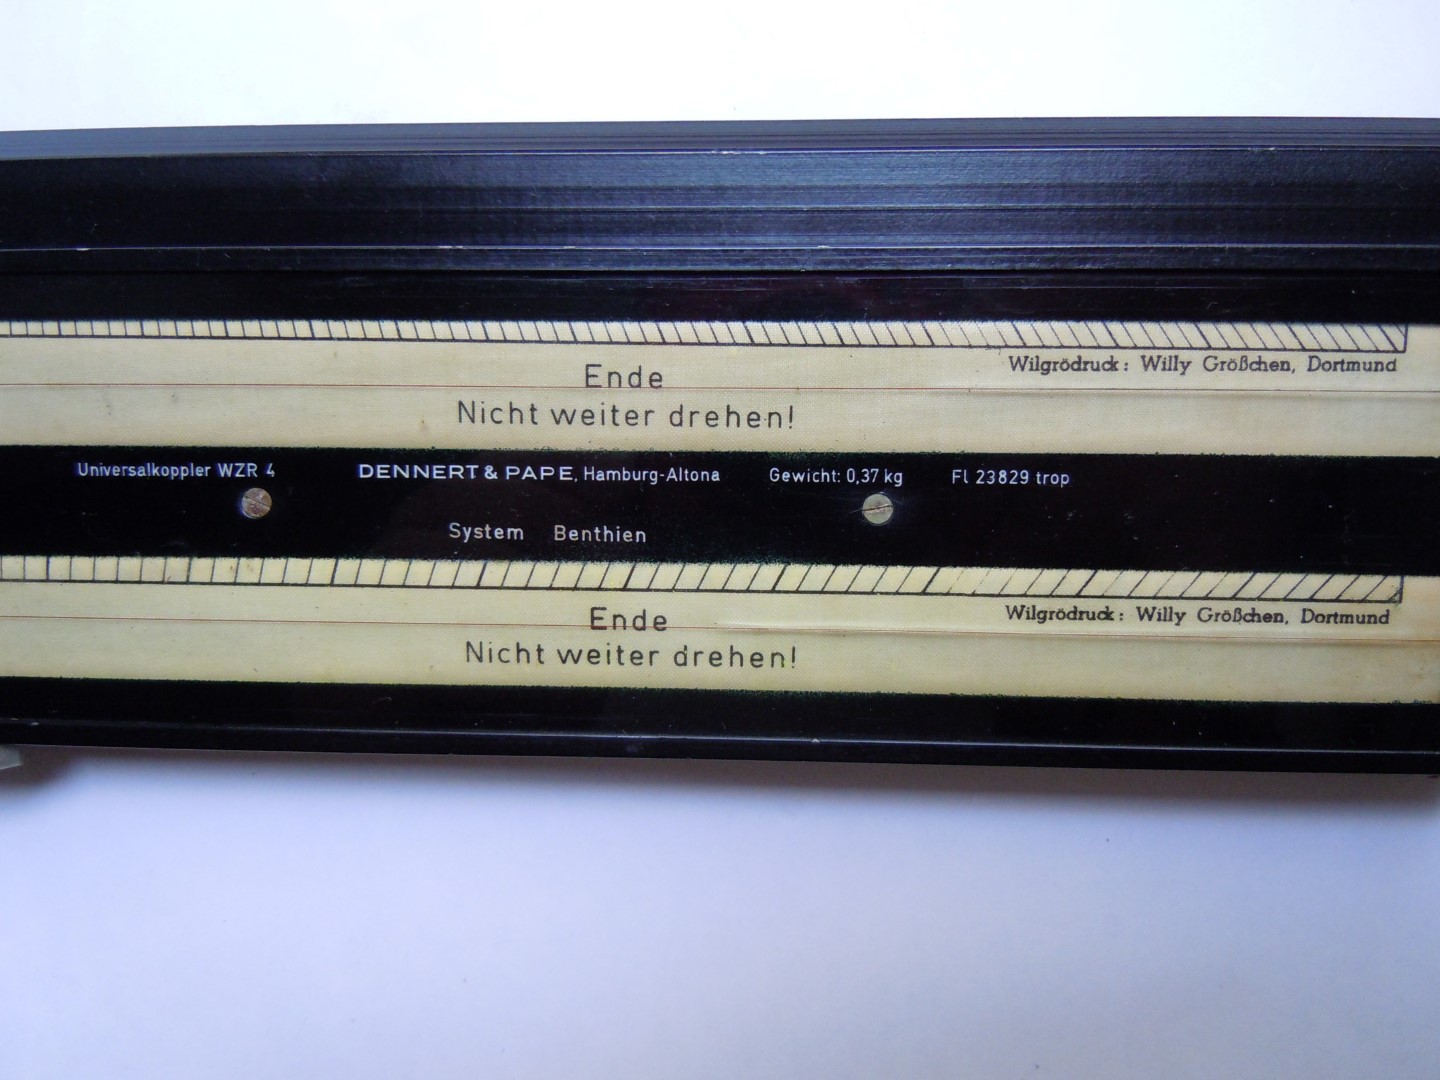 Wilgrödruck: Willy Größchen, Dortmund
Ende
Nicht weiter drehen!
Universalkoppler WZR 4 DENNERT & PAPE, Hamburg-Altona Gewicht: 0,37 kg Fl 23829 trop
System Benthien
Wilgrödruck: Willy Größchen, Dortmund
Ende
Nicht weiter drehen!